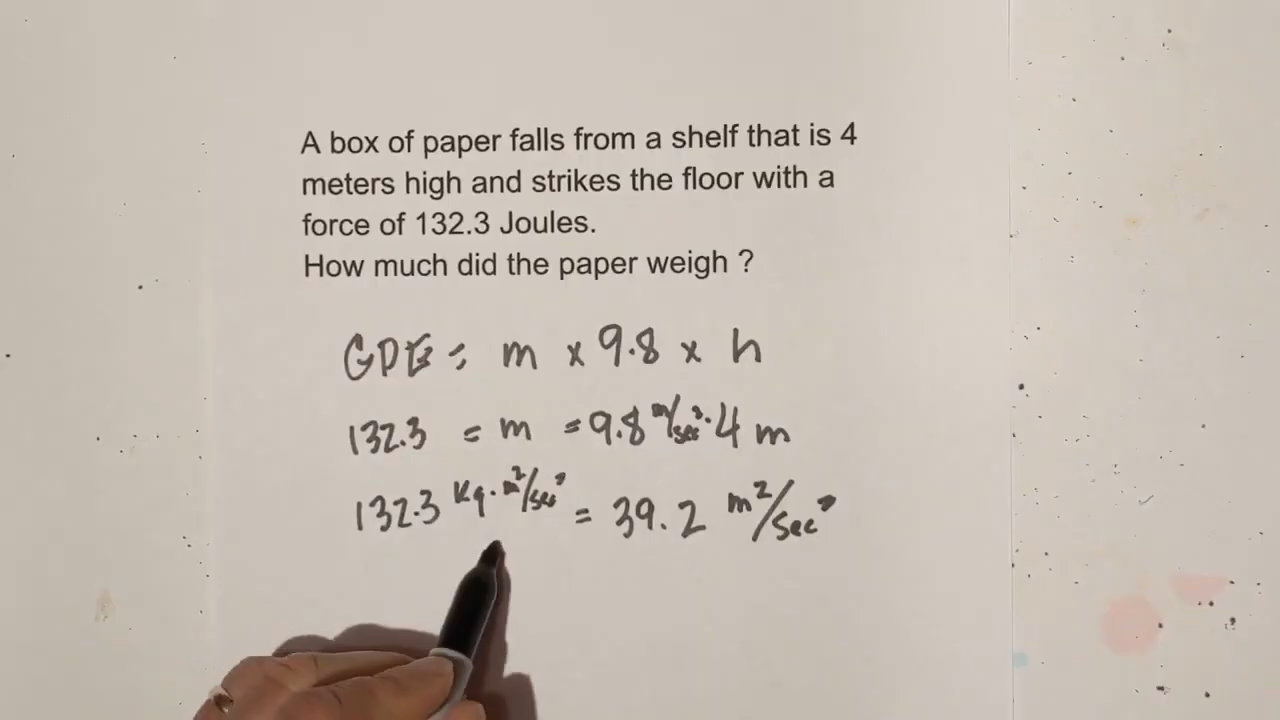 A box of paper falls from a shelf that is 4
meters high and strikes the floor with a
force of 132.3 Joules.
How much did the paper weigh ?
GPE = m x 9.8 x h
132.3 = m = 9.8 m/sec². 4 m
132.3 Kg. m²/sec² = 39.2 m²/sec²